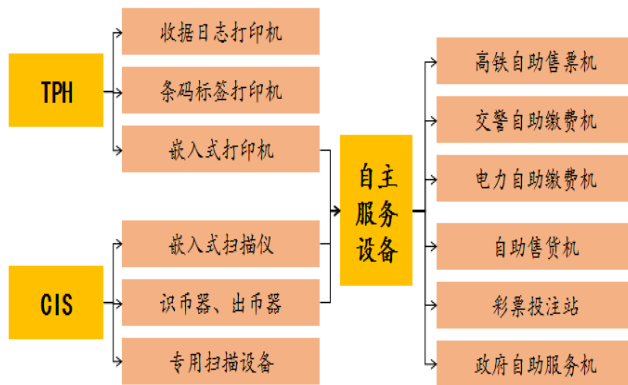 TPH
收据日志打印机
条码标签打印机
嵌入式打印机
CIS
嵌入式扫描仪
识币器、出币器
专用扫描设备
自主
服务
设备
高铁自助售票机
交警自助缴费机
电力自助缴费机
自助售货机
彩票投注站
政府自助服务机